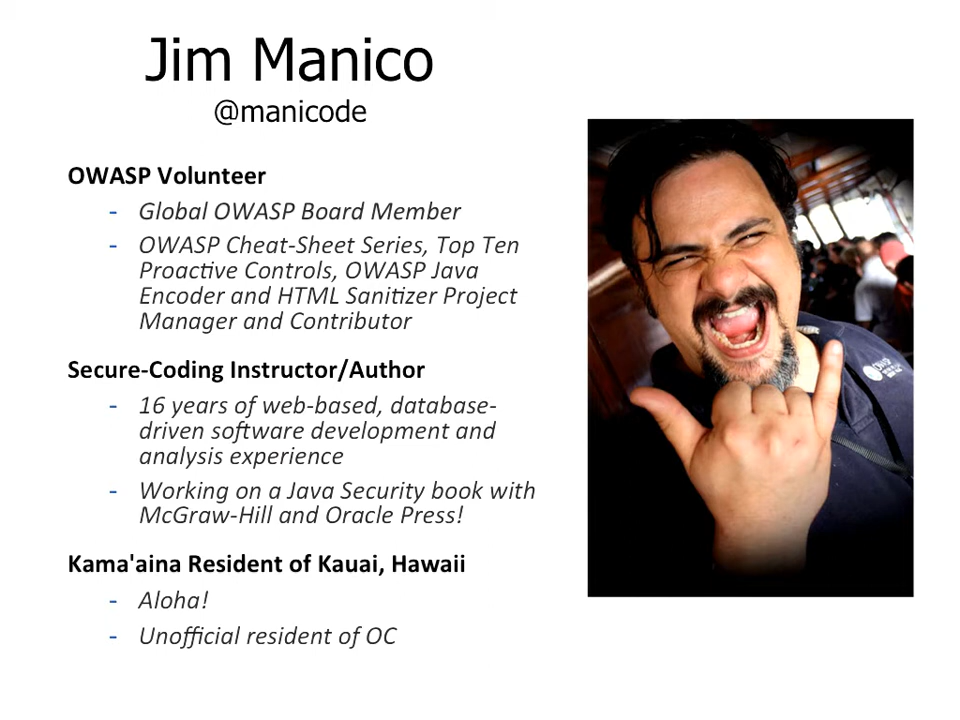 Jim Manico
@manicode
OWASP Volunteer
- Global OWASP Board Member
- OWASP Cheat-Sheet Series, Top Ten
Proactive Controls, OWASP Java
Encoder and HTML Sanitizer Project
Manager and Contributor
Secure-Coding Instructor/Author
- 16 years of web-based, database-
driven software development and
analysis experience
- Working on a Java Security book with
McGraw-Hill and Oracle Press!
Kama'aina Resident of Kauai, Hawaii
- Aloha!
- Unofficial resident of OC
OWASP